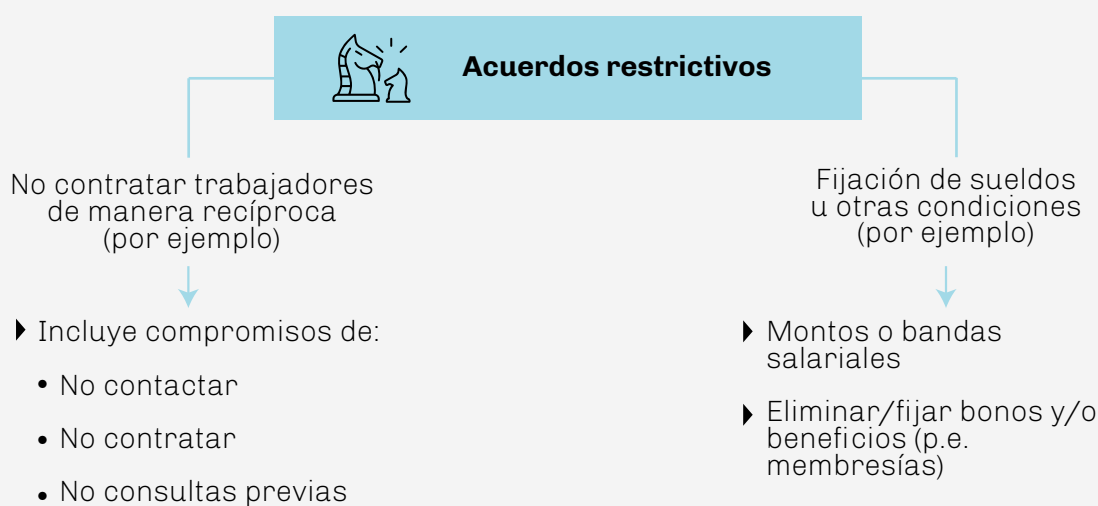 Acuerdos restrictivos
No contratar trabajadores
de manera recíproca
(por ejemplo)
▶ Incluye compromisos de:
• No contactar
• No contratar
• No consultas previas
Fijación de sueldos
u otras condiciones
(por ejemplo)
▶ Montos o bandas
salariales
▶ Eliminar/fijar bonos y/o
beneficios (p.e.
membresías)